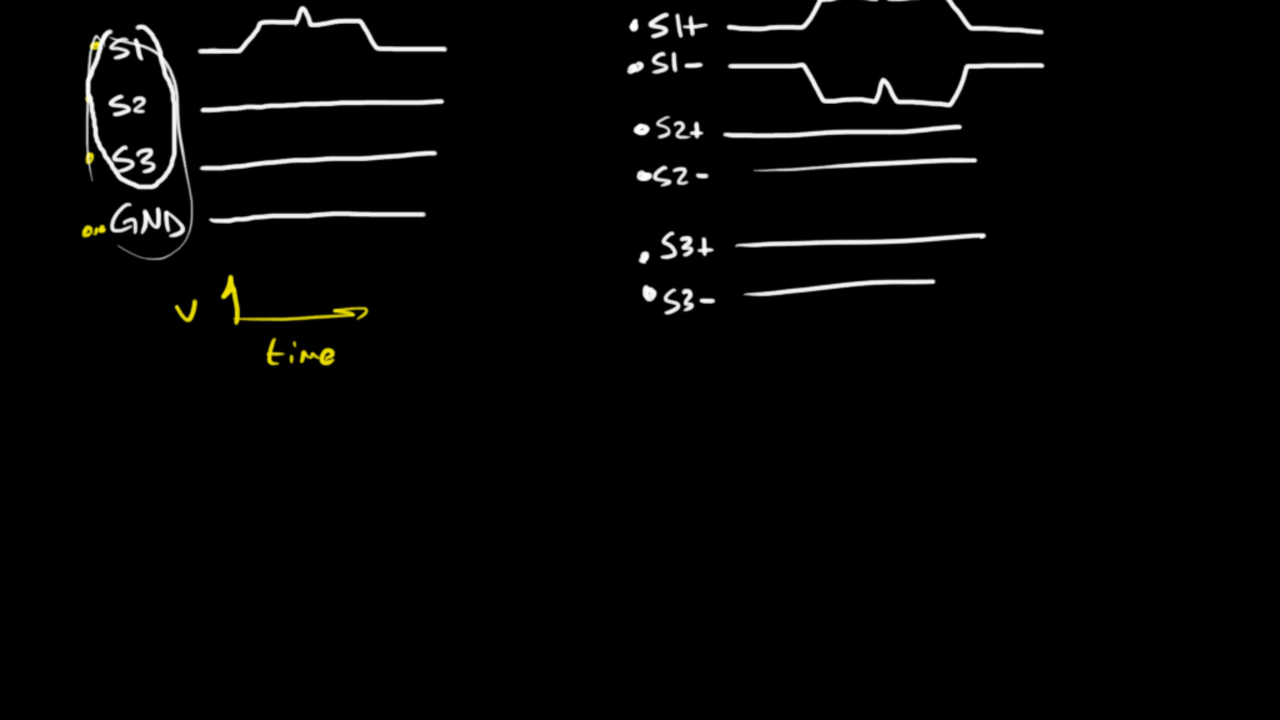 S1
S2
S3
GND
v
time
S1+
S1-
S2+
S2-
S3+
S3-